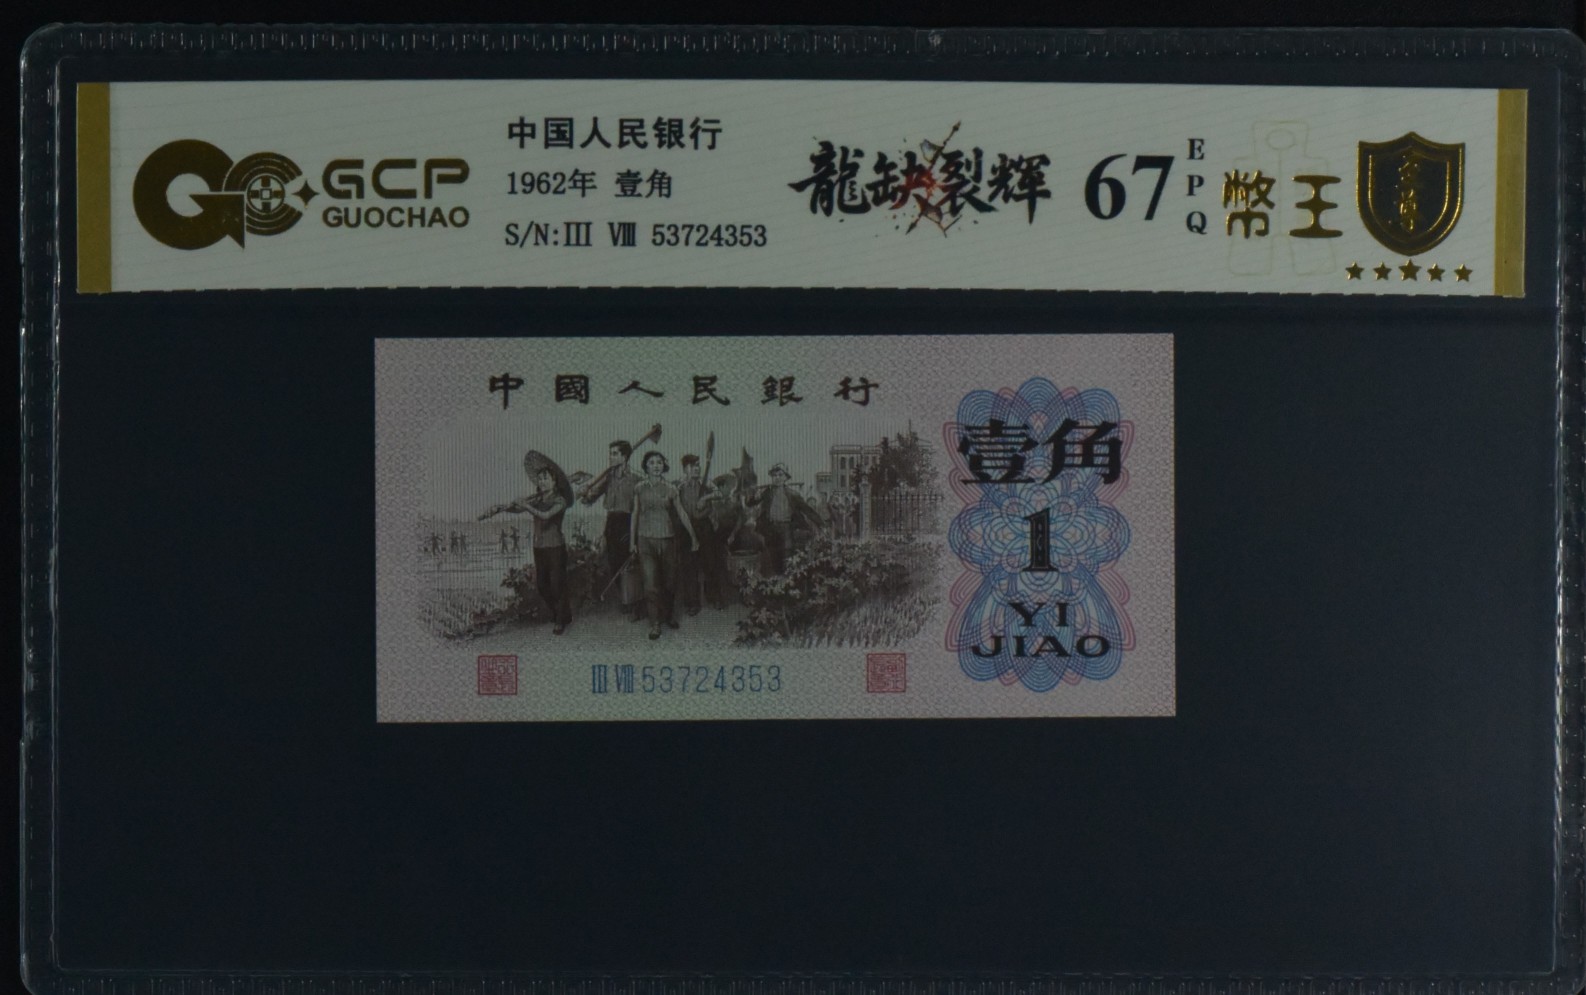 GCP
GUOCHAO
中国人民银行
1962年 壹角
S/N:III VIII 53724353
龍缺裂輝
67
EPQ
幣王
中國人民銀行
壹角
1
YI
JIAO
III VIII 53724353